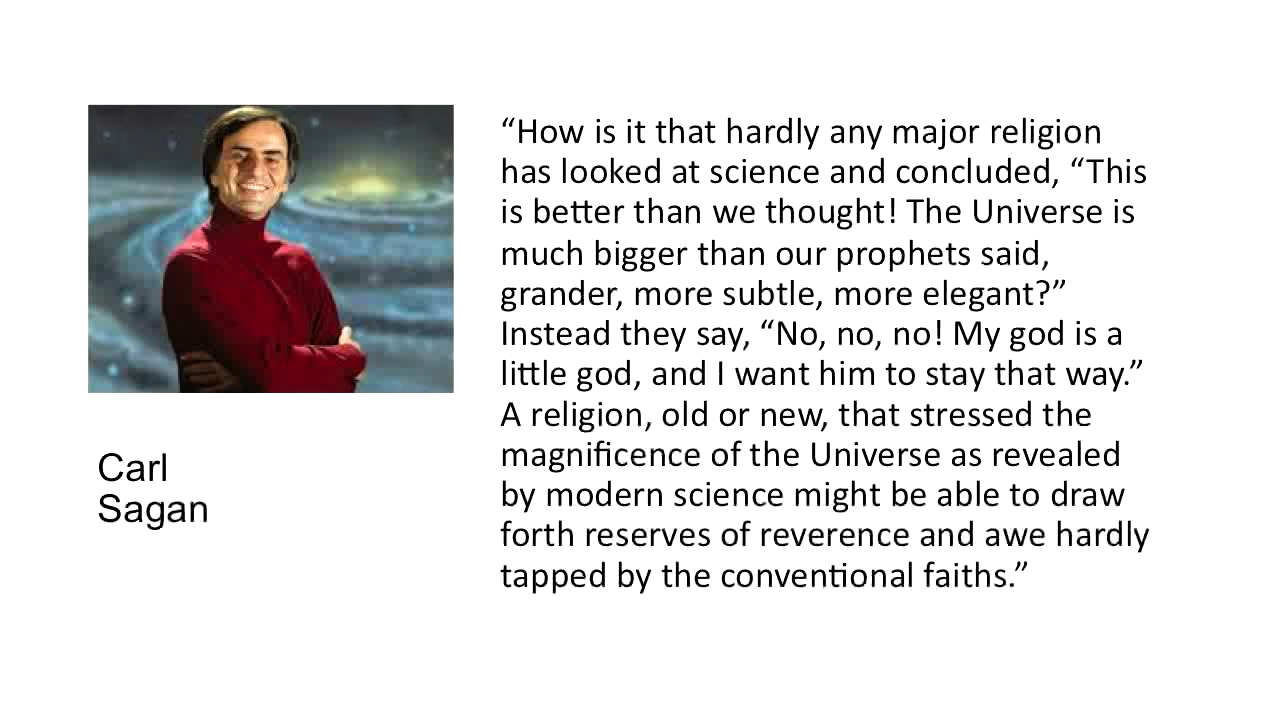 Carl
Sagan
“How is it that hardly any major religion
has looked at science and concluded, “This
is better than we thought! The Universe is
much bigger than our prophets said,
grander, more subtle, more elegant?”
Instead they say, “No, no, no! My god is a
little god, and I want him to stay that way.”
A religion, old or new, that stressed the
magnificence of the Universe as revealed
by modern science might be able to draw
forth reserves of reverence and awe hardly
tapped by the conventional faiths.”